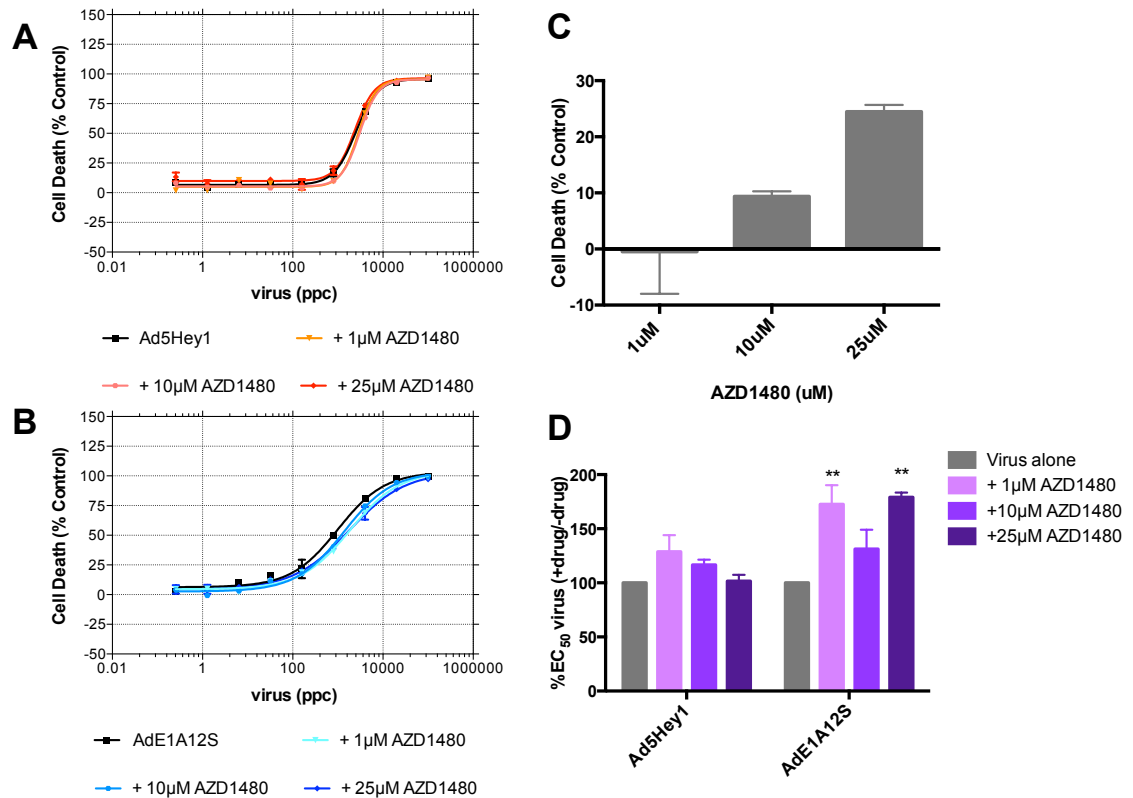 A
Cell Death (% Control)
150
125
100
75
50
25
0
-25
-50
0.01
1
100
10000
1000000
virus (ppc)
Ad5Hey1
+ 1µM AZD1480
+ 10µM AZD1480
+ 25µM AZD1480
B
Cell Death (% Control)
150
125
100
75
50
25
0
-25
-50
0.01
1
100
10000
1000000
virus (ppc)
AdE1A12S
+ 1µM AZD1480
+ 10µM AZD1480
+ 25µM AZD1480
C
Cell Death (% Control)
30
20
10
0
-10
1uM
10uM
25uM
AZD1480 (uM)
D
%EC50 virus (+drug/-drug)
200
150
100
50
0
**
**
Ad5Hey1
AdE1A12S
Virus alone
+ 1µM AZD1480
+10µM AZD1480
+25µM AZD1480